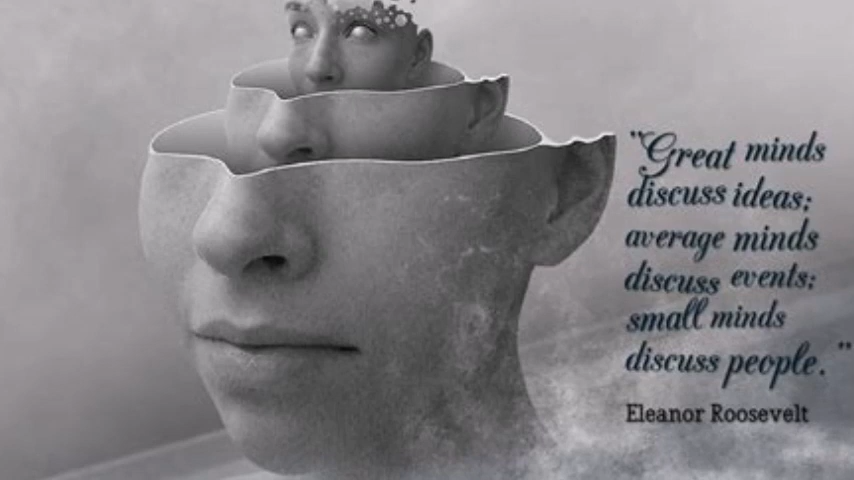 "Great minds
discuss ideas;
average minds
discuss events;
small minds
discuss people."
Eleanor Roosevelt